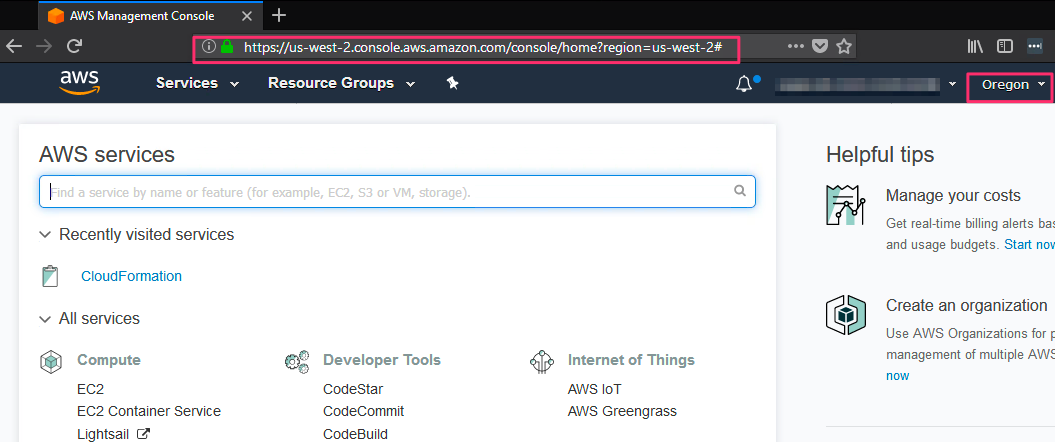 AWS Management Console
https://us-west-2.console.aws.amazon.com/console/home?region=us-west-2#
aws
Services
Resource Groups
Oregon
AWS services
Find a service by name or feature (for example, EC2, S3 or VM, storage).
Recently visited services
CloudFormation
All services
Compute
EC2
EC2 Container Service
Lightsail
Developer Tools
CodeStar
CodeCommit
CodeBuild
Internet of Things
AWS IoT
AWS Greengrass
Helpful tips
Manage your costs
Get real-time billing alerts bas
and usage budgets. Start now
Create an organization
Use AWS Organizations for p
management of multiple AWS
now